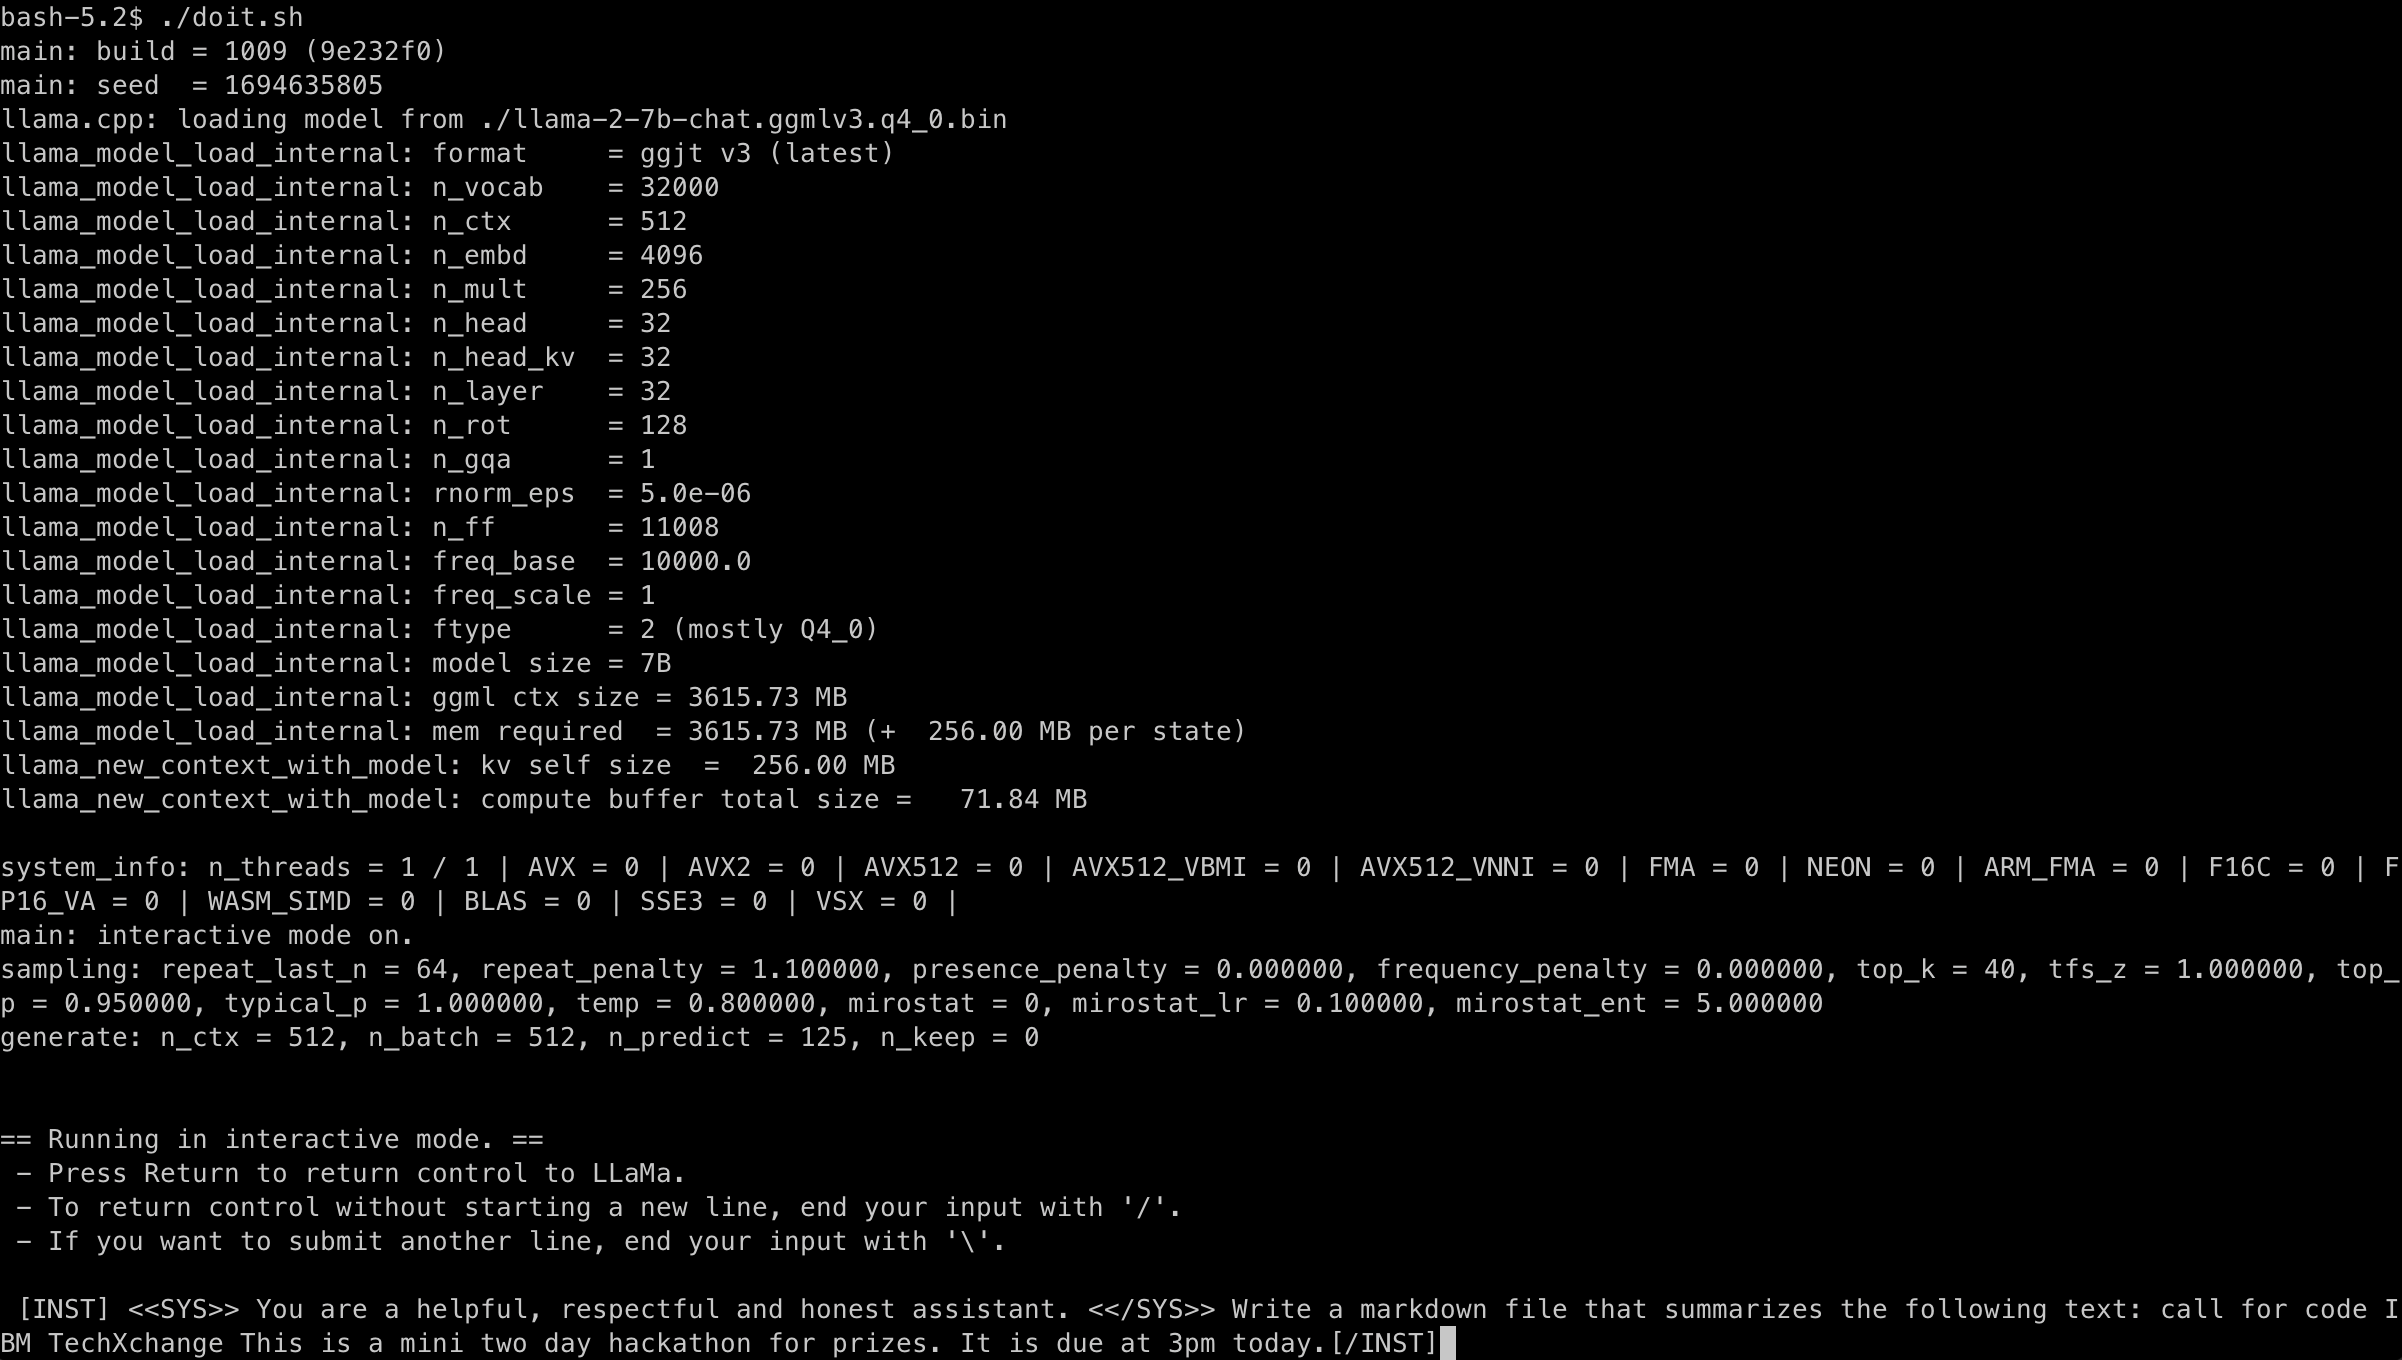 bash-5.2$ ./doit.sh
main: build = 1009 (9e232f0)
main: seed  = 1694635805
llama.cpp: loading model from ./llama-2-7b-chat.ggmlv3.q4_0.bin
llama_model_load_internal: format     = ggjt v3 (latest)
llama_model_load_internal: n_vocab    = 32000
llama_model_load_internal: n_ctx      = 512
llama_model_load_internal: n_embd     = 4096
llama_model_load_internal: n_mult     = 256
llama_model_load_internal: n_head     = 32
llama_model_load_internal: n_head_kv  = 32
llama_model_load_internal: n_layer    = 32
llama_model_load_internal: n_rot      = 128
llama_model_load_internal: n_gqa      = 1
llama_model_load_internal: rnorm_eps  = 5.0e-06
llama_model_load_internal: n_ff       = 11008
llama_model_load_internal: freq_base  = 10000.0
llama_model_load_internal: freq_scale = 1
llama_model_load_internal: ftype      = 2 (mostly Q4_0)
llama_model_load_internal: model size = 7B
llama_model_load_internal: ggml ctx size = 3615.73 MB
llama_model_load_internal: mem required  = 3615.73 MB (+  256.00 MB per state)
llama_new_context_with_model: kv self size  =  256.00 MB
llama_new_context_with_model: compute buffer total size =   71.84 MB
system_info: n_threads = 1 / 1 | AVX = 0 | AVX2 = 0 | AVX512 = 0 | AVX512_VBMI = 0 | AVX512_VNNI = 0 | FMA = 0 | NEON = 0 | ARM_FMA = 0 | F16C = 0 | F
P16_VA = 0 | WASM_SIMD = 0 | BLAS = 0 | SSE3 = 0 | VSX = 0 |
main: interactive mode on.
sampling: repeat_last_n = 64, repeat_penalty = 1.100000, presence_penalty = 0.000000, frequency_penalty = 0.000000, top_k = 40, tfs_z = 1.000000, top_
p = 0.950000, typical_p = 1.000000, temp = 0.800000, mirostat = 0, mirostat_lr = 0.100000, mirostat_ent = 5.000000
generate: n_ctx = 512, n_batch = 512, n_predict = 125, n_keep = 0
== Running in interactive mode. ==
 - Press Return to return control to LLaMa.
 - To return control without starting a new line, end your input with '/'.
 - If you want to submit another line, end your input with '\'.
 [INST] <<SYS>> You are a helpful, respectful and honest assistant. <</SYS>> Write a markdown file that summarizes the following text: call for code I
BM TechXchange This is a mini two day hackathon for prizes. It is due at 3pm today.[/INST]